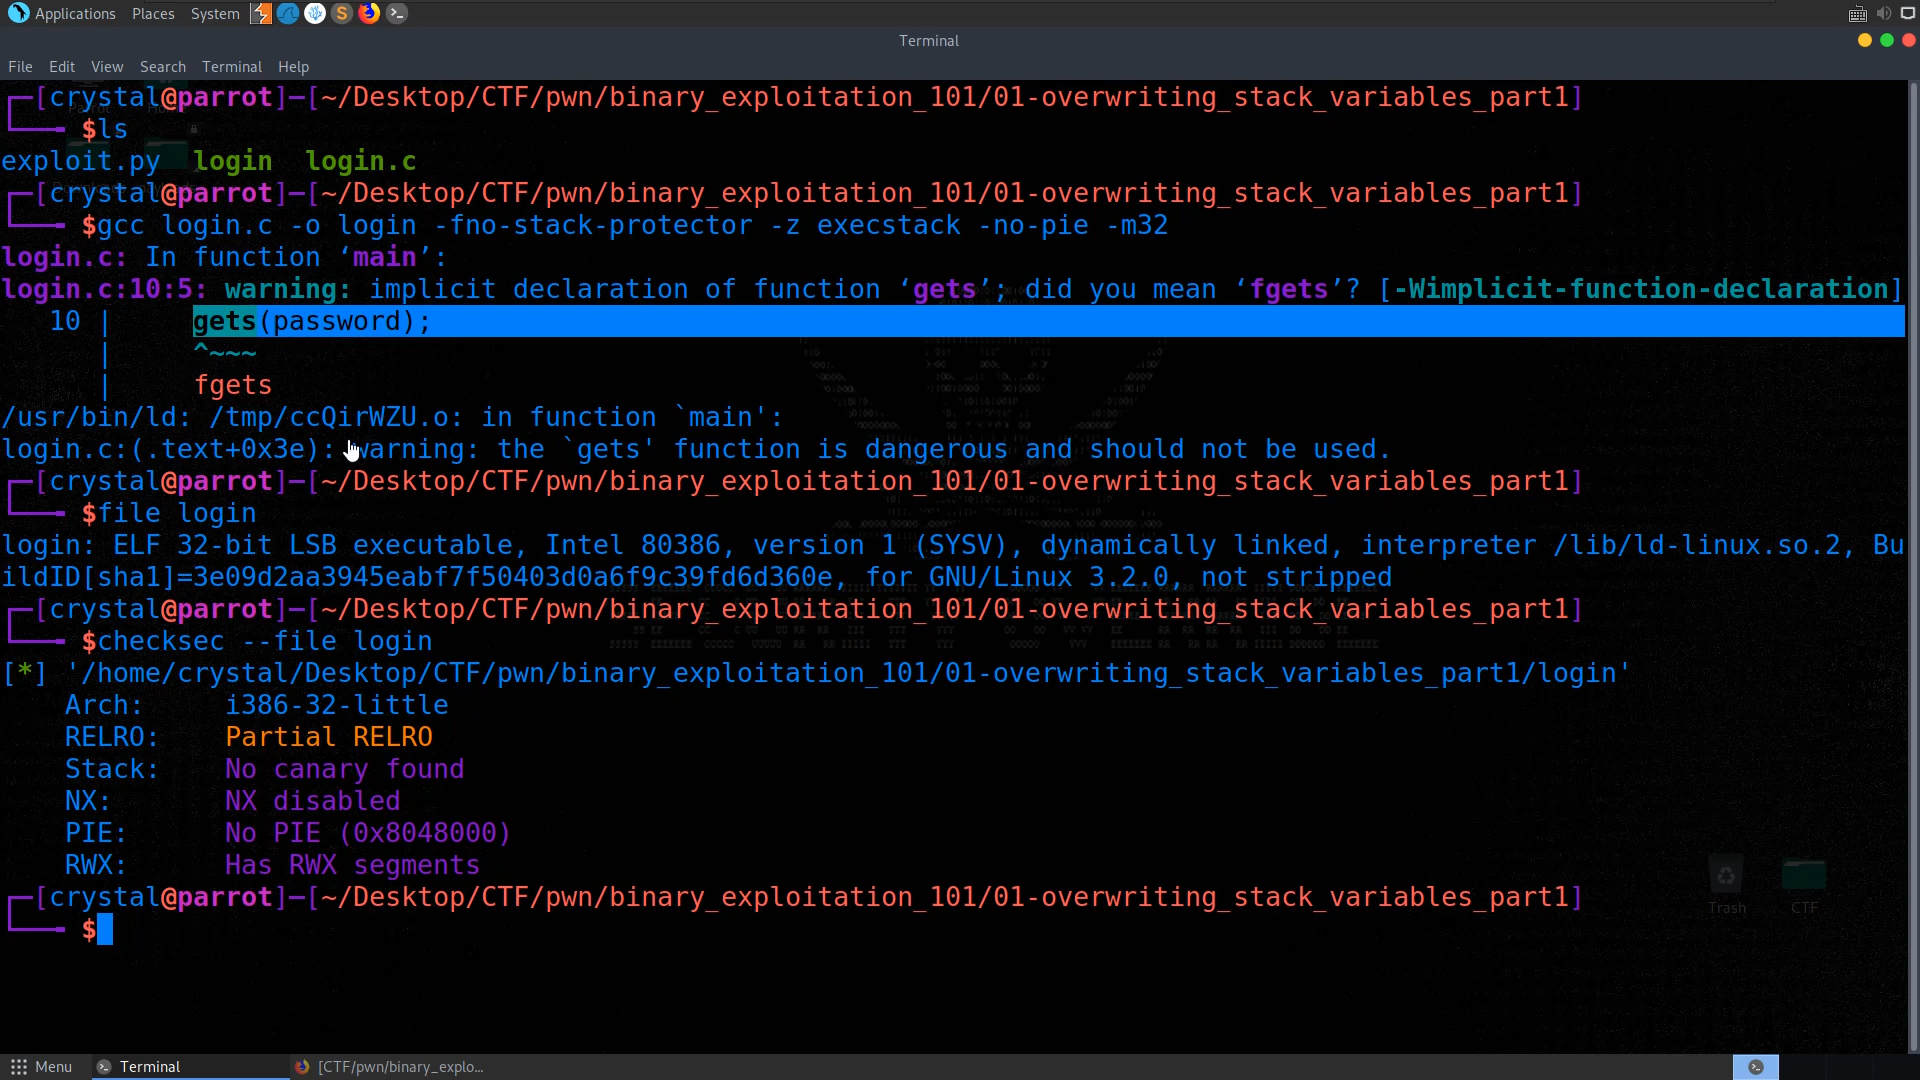 Applications Places System
Terminal
File Edit View Search Terminal Help
┌─[crystal@parrot]─[~/Desktop/CTF/pwn/binary_exploitation_101/01-overwriting_stack_variables_part1]
└──╼ $ls
exploit.py login login.c
┌─[crystal@parrot]─[~/Desktop/CTF/pwn/binary_exploitation_101/01-overwriting_stack_variables_part1]
└──╼ $gcc login.c -o login -fno-stack-protector -z execstack -no-pie -m32
login.c: In function ‘main’:
login.c:10:5: warning: implicit declaration of function ‘gets’; did you mean ‘fgets’? [-Wimplicit-function-declaration]
10 | gets(password);
| ^~~~
| fgets
/usr/bin/ld: /tmp/ccQirWZU.o: in function `main':
login.c:(.text+0x3e): warning: the `gets' function is dangerous and should not be used.
┌─[crystal@parrot]─[~/Desktop/CTF/pwn/binary_exploitation_101/01-overwriting_stack_variables_part1]
└──╼ $file login
login: ELF 32-bit LSB executable, Intel 80386, version 1 (SYSV), dynamically linked, interpreter /lib/ld-linux.so.2, Bu
ildID[sha1]=3e09d2aa3945eabf7f50403d0a6f9c39fd6d360e, for GNU/Linux 3.2.0, not stripped
┌─[crystal@parrot]─[~/Desktop/CTF/pwn/binary_exploitation_101/01-overwriting_stack_variables_part1]
└──╼ $checksec --file login
[*] '/home/crystal/Desktop/CTF/pwn/binary_exploitation_101/01-overwriting_stack_variables_part1/login'
Arch: i386-32-little
RELRO: Partial RELRO
Stack: No canary found
NX: NX disabled
PIE: No PIE (0x8048000)
RWX: Has RWX segments
┌─[crystal@parrot]─[~/Desktop/CTF/pwn/binary_exploitation_101/01-overwriting_stack_variables_part1]
└──╼ $
Trash CTF
Menu Terminal [CTF/pwn/binary_explo...